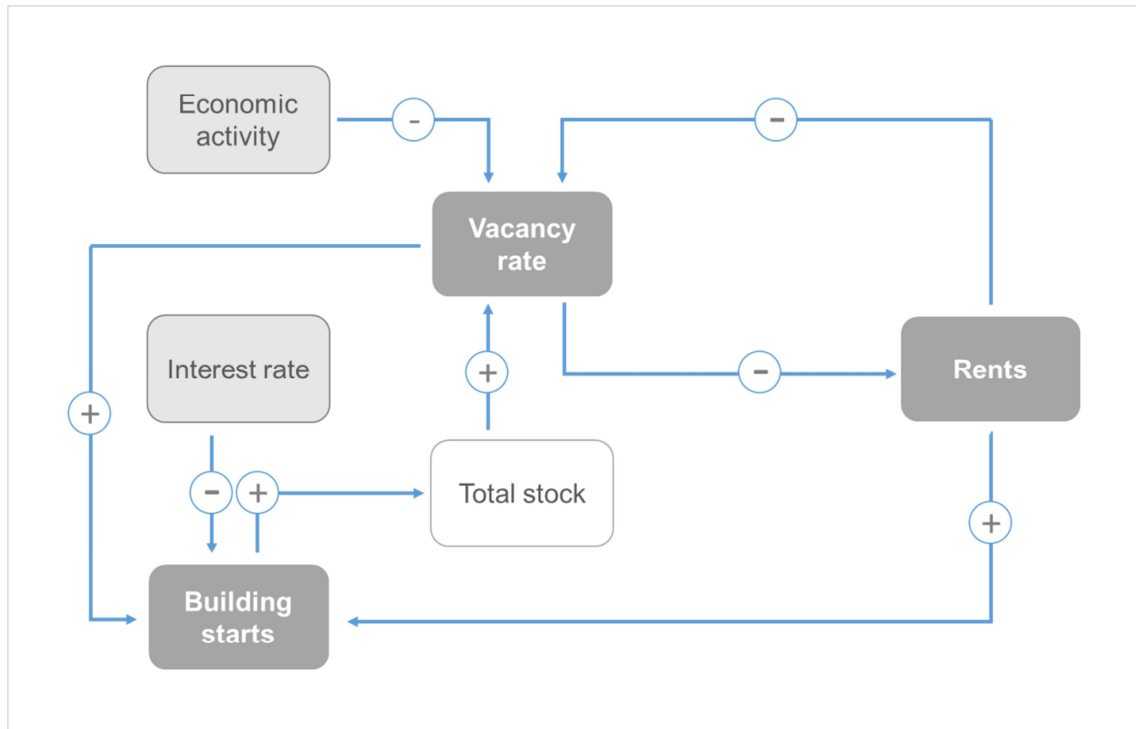 Economic
activity
-
−
Vacancy
rate
Interest rate
−
Rents
+
+
−
+
Total stock
+
Building
starts